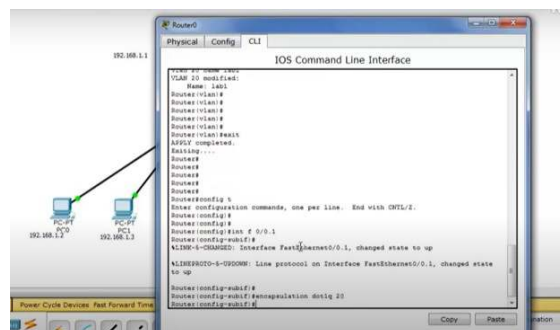 Router0
Physical Config CLI
IOS Command Line Interface
192.168.1.1
VLAN 20 name lab1
VLAN 20 modified:
Name: lab1
Router(vlan)#
Router(vlan)#
Router(vlan)#
Router(vlan)#
Router(vlan)#exit
APPLY completed.
Exiting....
Router#
Router#
Router#
Router#
Router#
Router#config t
Enter configuration commands, one per line. End with CNTL/Z.
Router(config)#
Router(config)#
Router(config)#int f 0/0.1
Router(config-subif)#
%LINK-5-CHANGED: Interface FastEthernet0/0.1, changed state to up
%LINEPROTO-5-UPDOWN: Line protocol on Interface FastEthernet0/0.1, changed state
to up
Router(config-subif)#
Router(config-subif)#encapsulation dot1q 20
Router(config-subif)#
PC-PT
PC0
192.168.1.2
PC-PT
PC1
192.168.1.3
Power Cycle Devices Fast Forward Time
Copy Paste